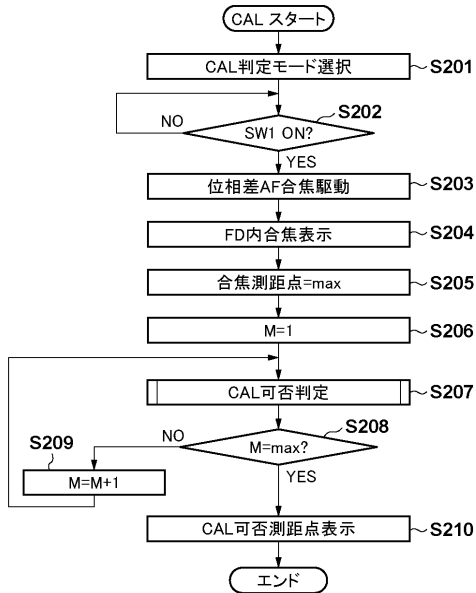 CAL スタート
CAL判定モード選択
S201
S202
NO
SW1 ON?
YES
位相差AF合焦駆動
S203
FD内合焦表示
S204
合焦測距点=max
S205
M=1
S206
CAL可否判定
S207
S208
S209
NO
M=max?
M=M+1
YES
CAL可否測距点表示
S210
エンド